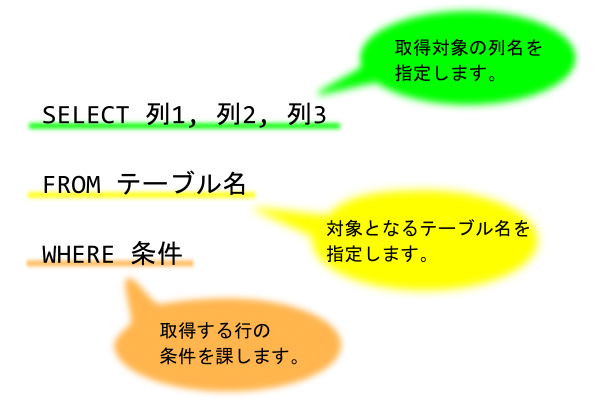 取得対象の列名を
指定します。
SELECT 列1, 列2, 列3
FROM テーブル名
対象となるテーブル名を
指定します。
WHERE 条件
取得する行の
条件を課します。